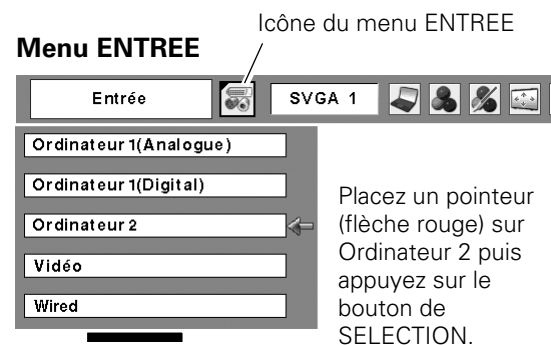 Icône du menu ENTREE
Menu ENTREE
Entrée
SVGA 1
Ordinateur 1(Analogue)
Ordinateur 1(Digital)
Ordinateur 2
Vidéo
Wired
Placez un pointeur
(flèche rouge) sur
Ordinateur 2 puis
appuyez sur le
bouton de
SELECTION.